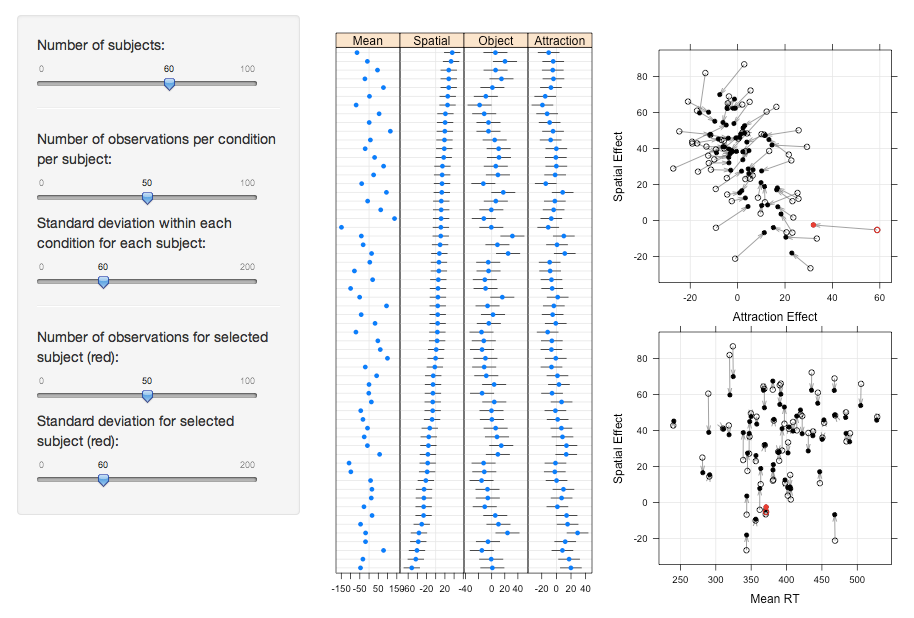 Number of subjects:
0 60 100
Number of observations per condition
per subject:
0 50 100
Standard deviation within each
condition for each subject:
0 60 200
Number of observations for selected
subject (red):
0 50 100
Standard deviation for selected
subject (red):
0 60 200
Mean Spatial Object Attraction
-150 -50 50 150 -60 -20 20 -40 0 20 40 -20 0 20 40
Spatial Effect
80
60
40
20
0
-20
-20 0 20 40 60
Attraction Effect
Spatial Effect
80
60
40
20
0
-20
250 300 350 400 450 500
Mean RT